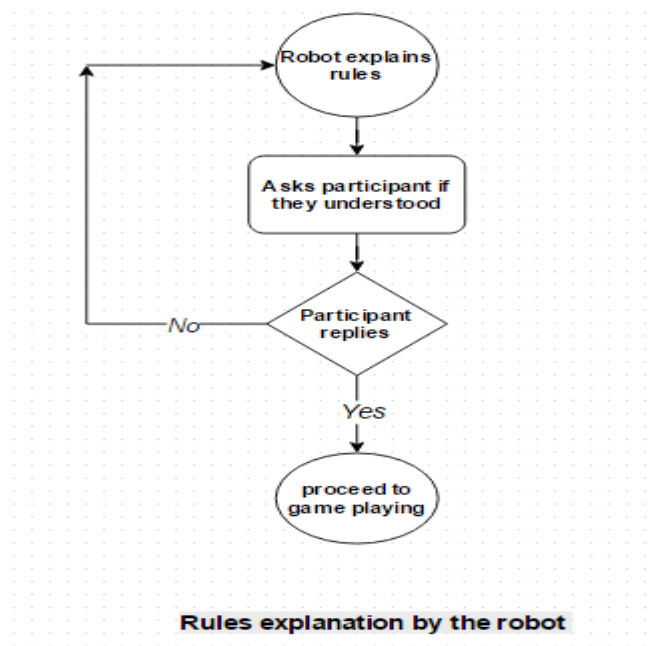 Robot explains
rules
Asks participant if
they understood
Participant
replies
No
Yes
proceed to
game playing
Rules explanation by the robot